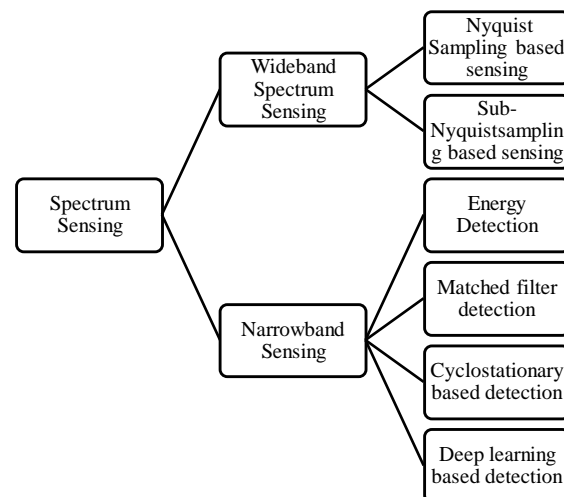 Spectrum
Sensing
Wideband
Spectrum
Sensing
Nyquist
Sampling based
sensing
Sub-
Nyquistsamplin
g based sensing
Narrowband
Sensing
Energy
Detection
Matched filter
detection
Cyclostationary
based detection
Deep learning
based detection